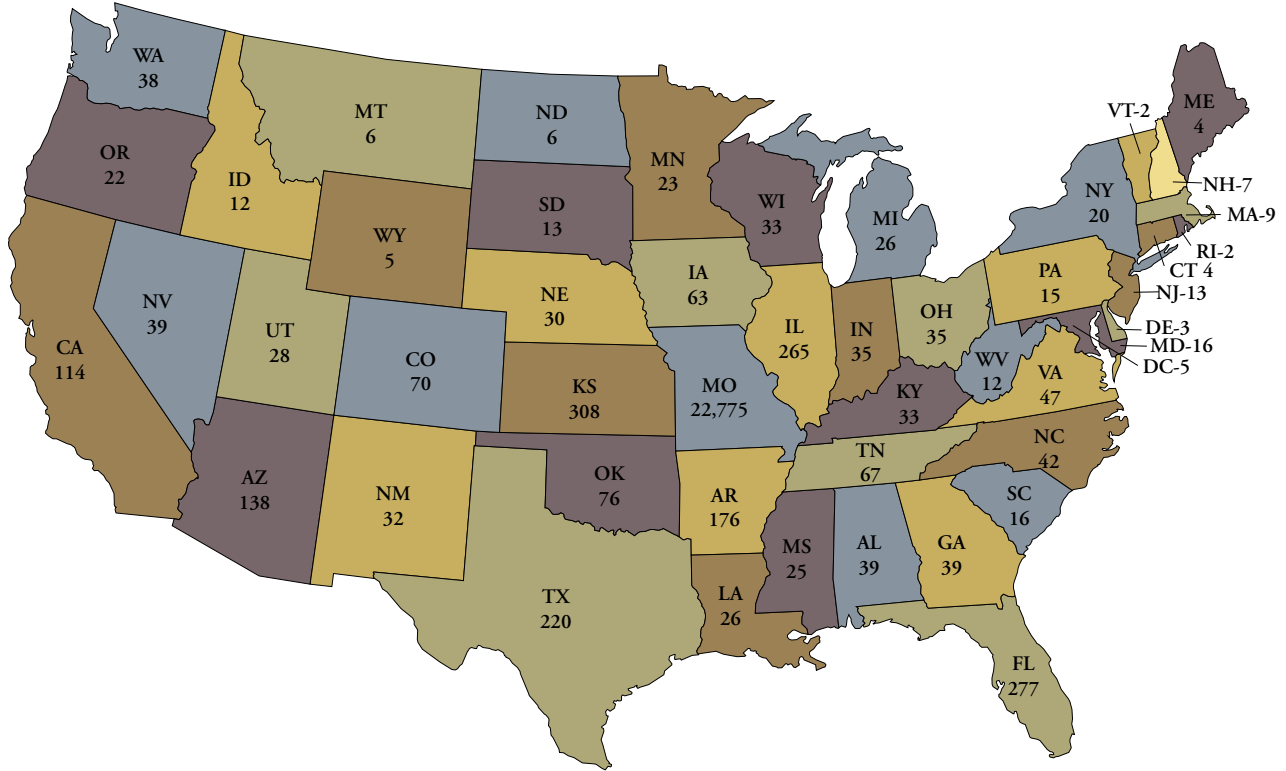 WA
38
OR
22
CA
114
ID
12
NV
39
MT
6
WY
5
UT
28
AZ
138
CO
70
NM
32
ND
6
SD
13
NE
30
KS
308
OK
76
TX
220
MN
23
IA
63
MO
22,775
AR
176
LA
26
WI
33
IL
265
MI
26
IN
35
OH
35
KY
33
TN
67
MS
25
AL
39
GA
39
FL
277
SC
16
NC
42
VA
47
WV
12
PA
15
NY
20
VT-2
ME
4
NH-7
MA-9
RI-2
CT 4
NJ-13
DE-3
MD-16
DC-5